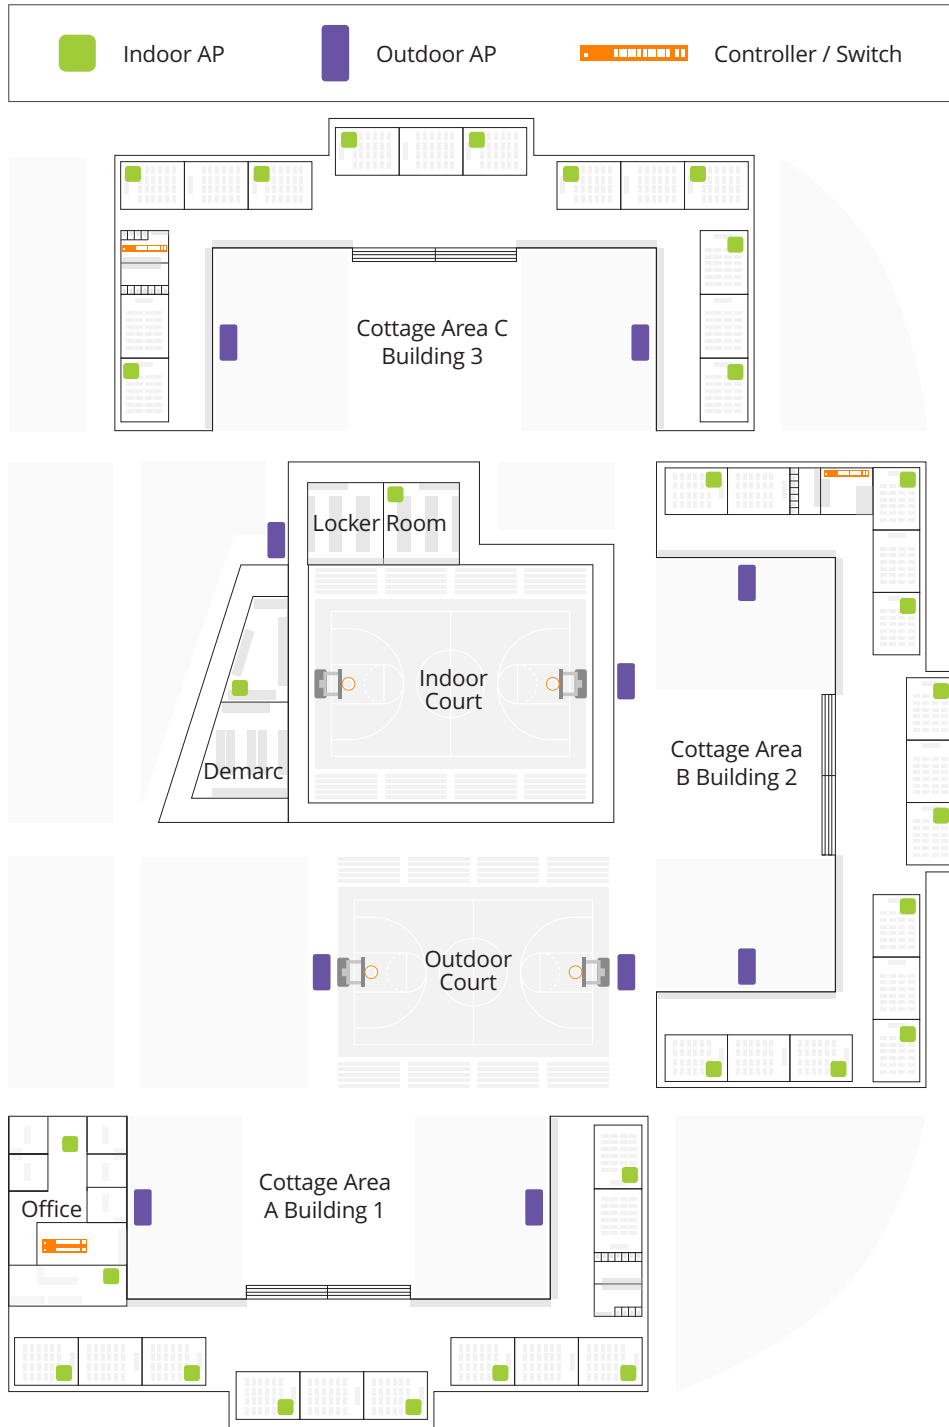 Indoor AP
Outdoor AP
Controller / Switch
Cottage Area C
Building 3
Locker Room
Indoor
Court
Demarc
Cottage Area
B Building 2
Outdoor
Court
Cottage Area
A Building 1
Office